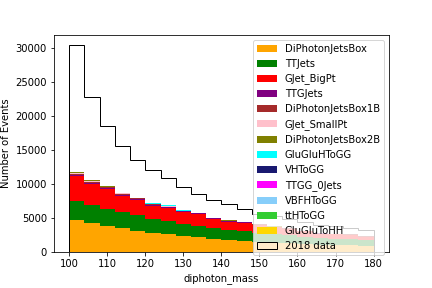 30000
25000
20000
15000
10000
5000
0
Number of Events
100
110
120
130
140
150
160
170
180
diphoton_mass
DiPhotonJetsBox
TTJets
GJet_BigPt
TTGJets
DiPhotonJetsBox1B
GJet_SmallPt
DiPhotonJetsBox2B
GluGluHToGG
VHToGG
TTGG_0Jets
VBFHToGG
ttHToGG
GluGluToHH
2018 data